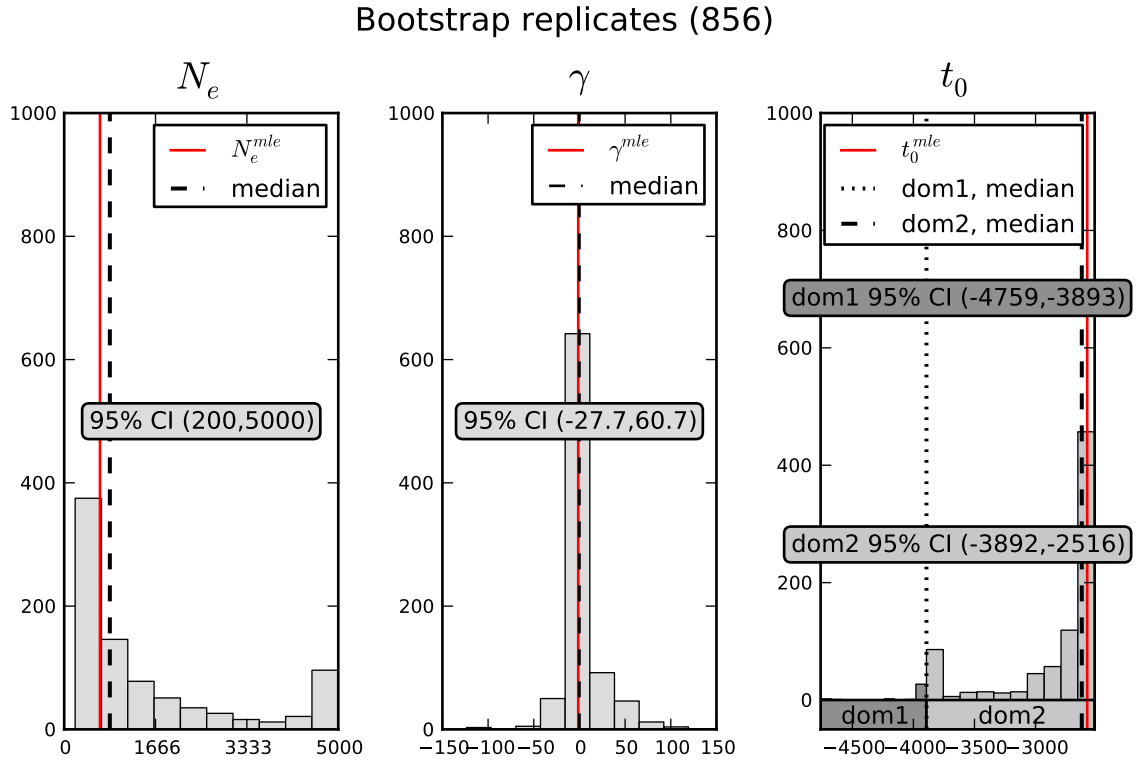 Bootstrap replicates (856)
N_e
1000
800
600
400
200
0
0 1666 3333 5000
N_e^{mle}
median
95% CI (200,5000)
γ
1000
800
600
400
200
0
−150 −100 −50 0 50 100 150
γ^{mle}
median
95% CI (-27.7,60.7)
t_0
1000
800
600
400
200
0
−4500 −4000 −3500 −3000
t_0^{mle}
dom1, median
dom2, median
dom1 95% CI (-4759,-3893)
dom2 95% CI (-3892,-2516)
dom1 dom2